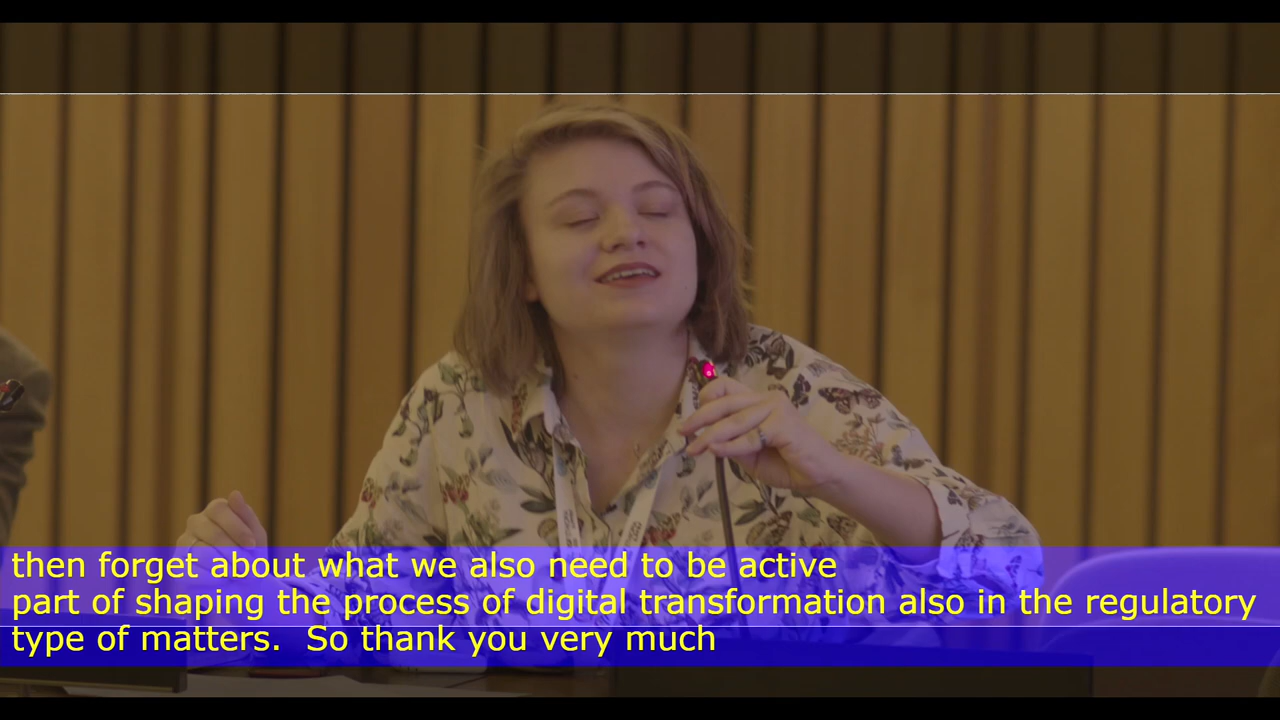 then forget about what we also need to be active
part of shaping the process of digital transformation also in the regulatory
type of matters.  So thank you very much